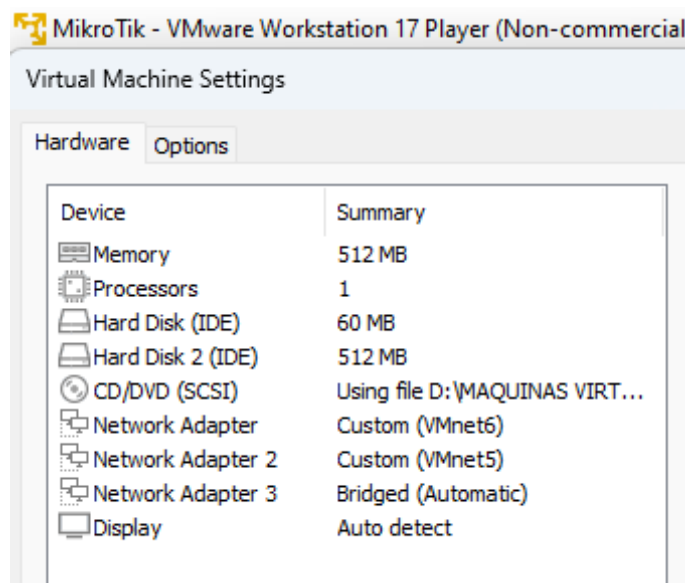 MikroTik - VMware Workstation 17 Player (Non-commercial
Virtual Machine Settings
Hardware Options
Device Summary
Memory 512 MB
Processors 1
Hard Disk (IDE) 60 MB
Hard Disk 2 (IDE) 512 MB
CD/DVD (SCSI) Using file D:\MAQUINAS VIRT...
Network Adapter Custom (VMnet6)
Network Adapter 2 Custom (VMnet5)
Network Adapter 3 Bridged (Automatic)
Display Auto detect